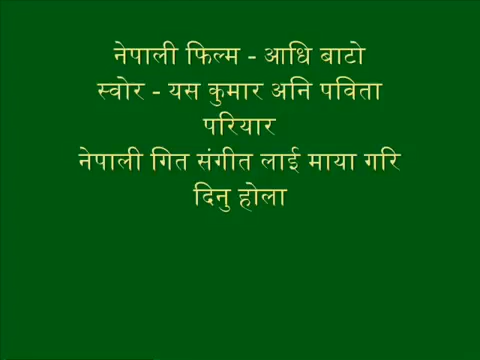 नेपाली फिल्म - आधि बाटो
स्वोर - यस कुमार अनि पविता
परियार
नेपाली गित संगीत लाई माया गरि
दिनु होला